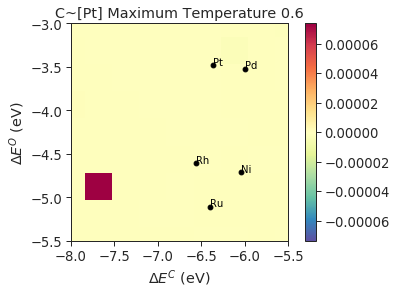 C~[Pt] Maximum Temperature 0.6
−3.0
−3.5
−4.0
−4.5
−5.0
−5.5
ΔE^O (eV)
Pt
Pd
Rh
Ni
Ru
−8.0 −7.5 −7.0 −6.5 −6.0 −5.5
ΔE^C (eV)
0.00006
0.00004
0.00002
0.00000
−0.00002
−0.00004
−0.00006